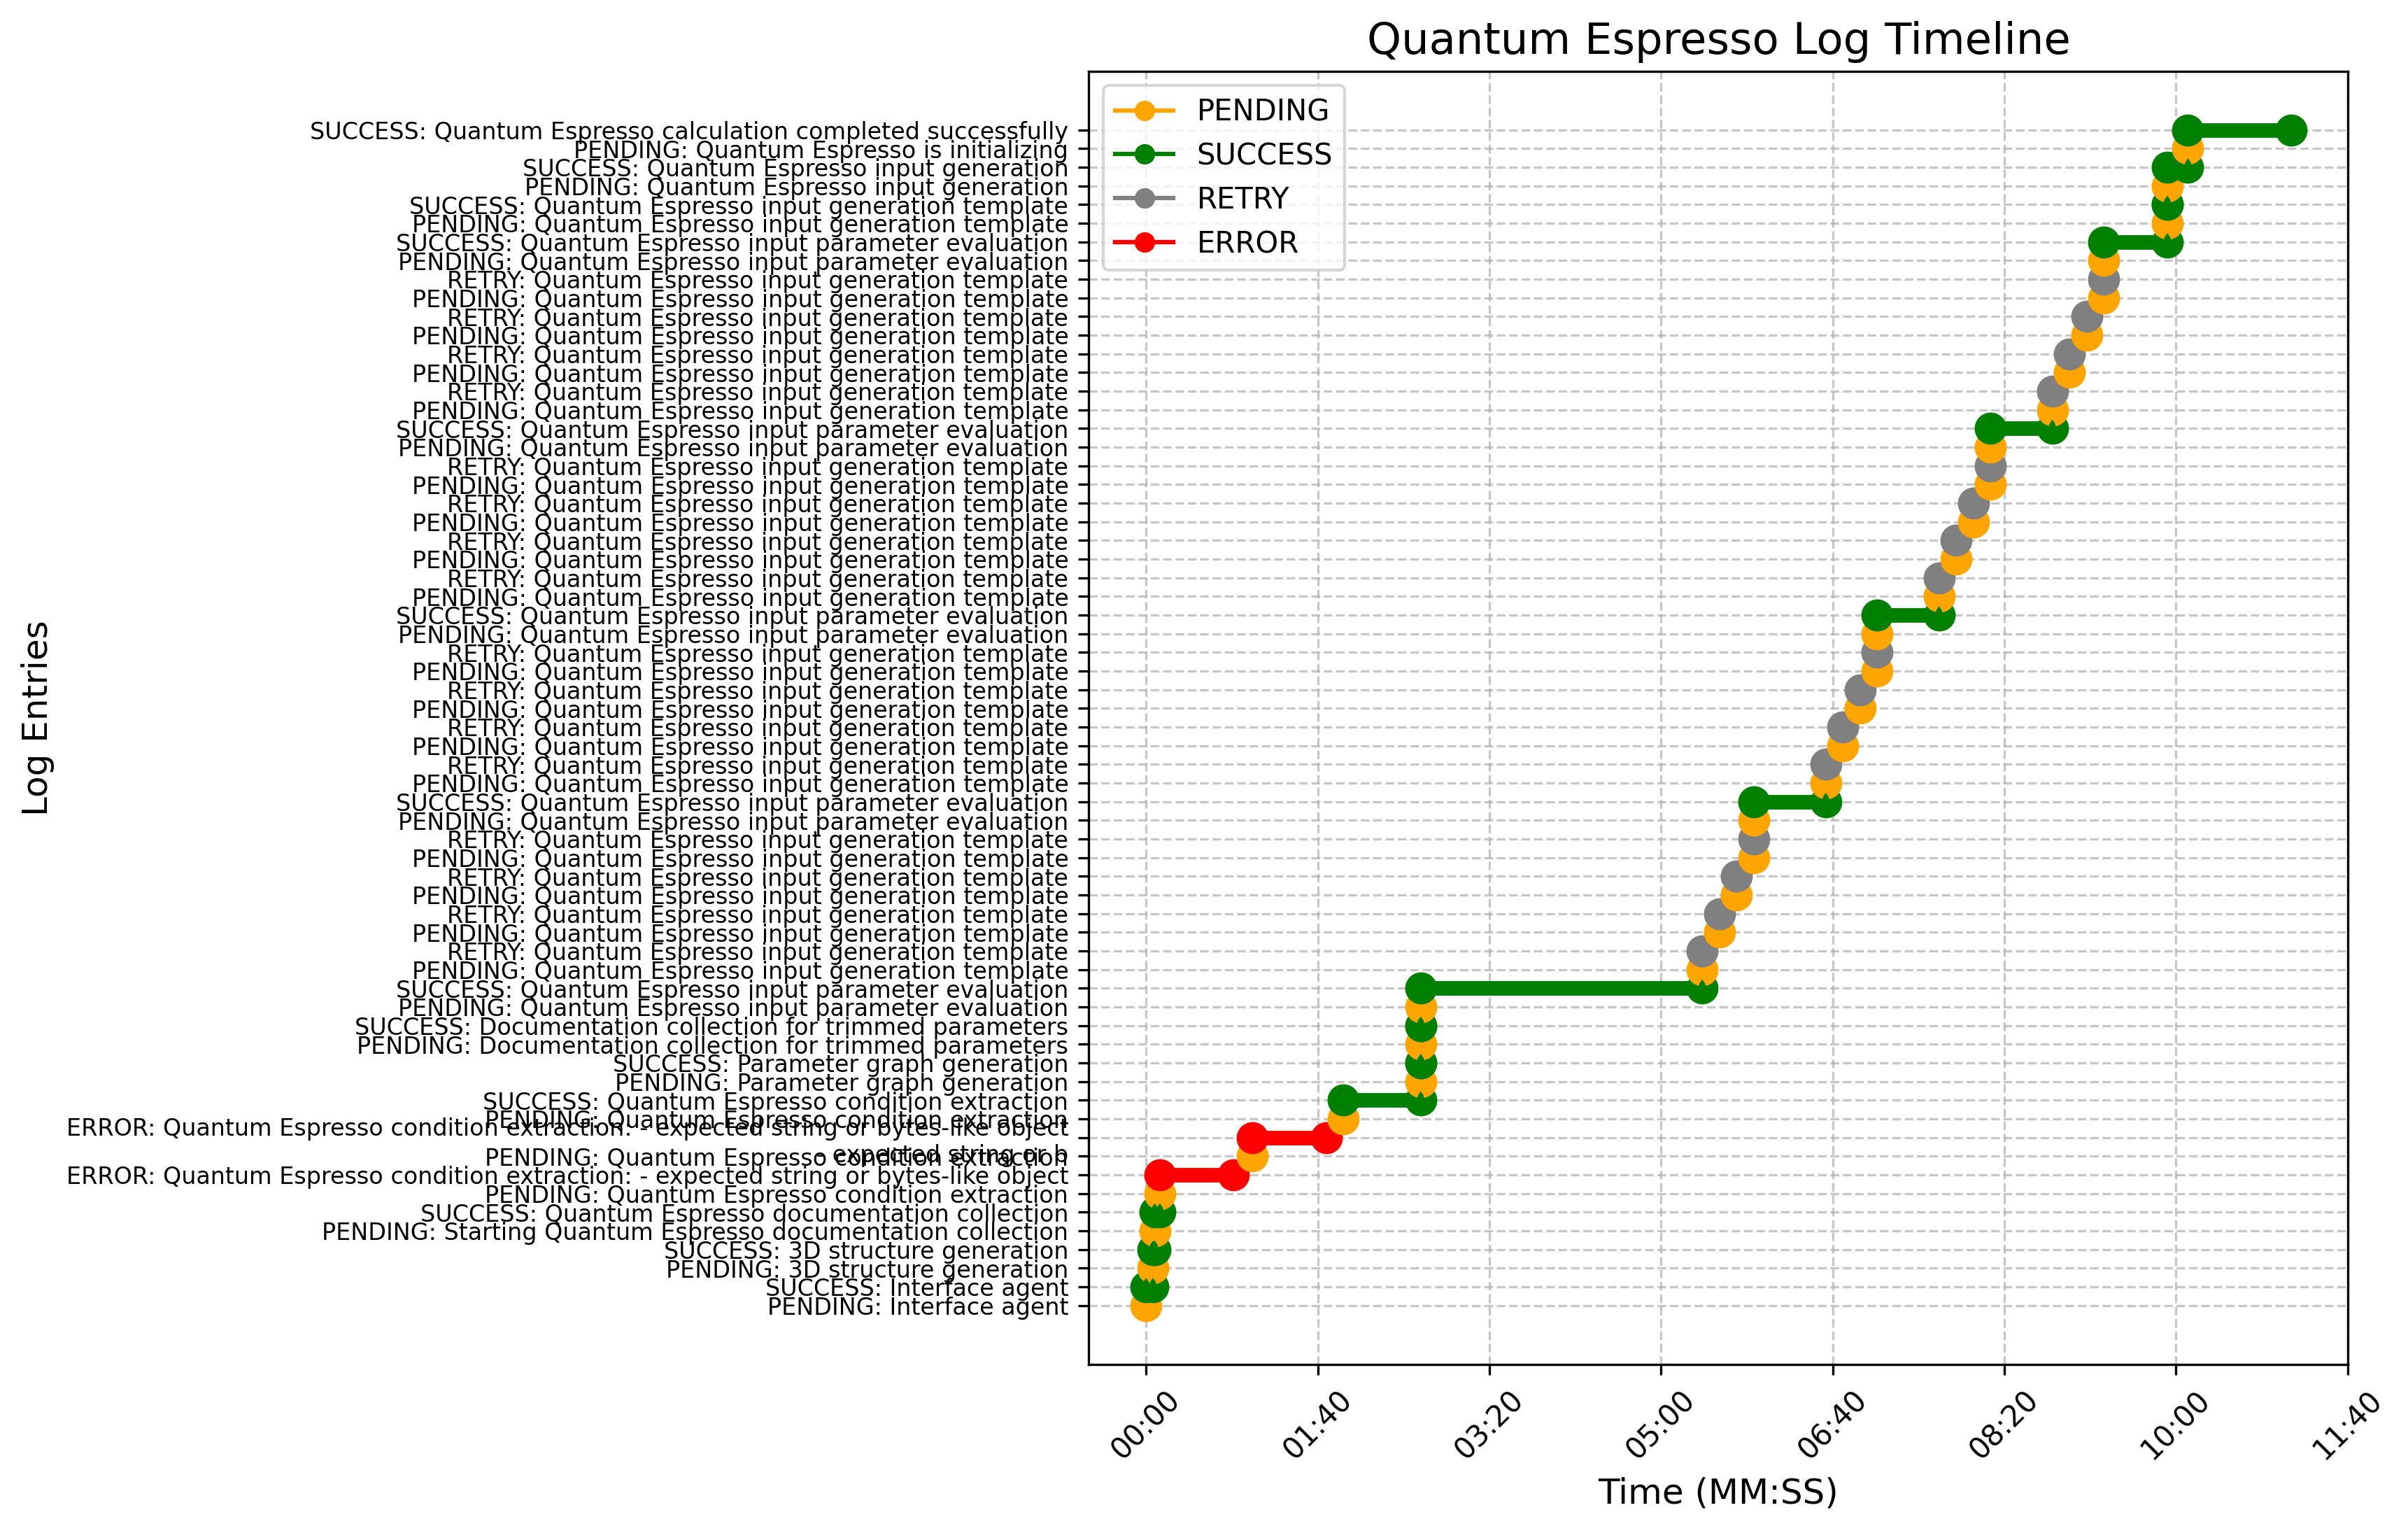 Quantum Espresso Log Timeline
PENDING
SUCCESS
RETRY
ERROR
SUCCESS: Quantum Espresso calculation completed successfully
PENDING: Quantum Espresso is initializing
SUCCESS: Quantum Espresso input generation
PENDING: Quantum Espresso input generation
SUCCESS: Quantum Espresso input generation template
PENDING: Quantum Espresso input generation template
SUCCESS: Quantum Espresso input parameter evaluation
PENDING: Quantum Espresso input parameter evaluation
RETRY: Quantum Espresso input generation template
PENDING: Quantum Espresso input generation template
RETRY: Quantum Espresso input generation template
PENDING: Quantum Espresso input generation template
RETRY: Quantum Espresso input generation template
PENDING: Quantum Espresso input generation template
RETRY: Quantum Espresso input generation template
PENDING: Quantum Espresso input generation template
SUCCESS: Quantum Espresso input parameter evaluation
PENDING: Quantum Espresso input parameter evaluation
RETRY: Quantum Espresso input generation template
PENDING: Quantum Espresso input generation template
RETRY: Quantum Espresso input generation template
PENDING: Quantum Espresso input generation template
RETRY: Quantum Espresso input generation template
PENDING: Quantum Espresso input generation template
RETRY: Quantum Espresso input generation template
PENDING: Quantum Espresso input generation template
SUCCESS: Quantum Espresso input parameter evaluation
PENDING: Quantum Espresso input parameter evaluation
RETRY: Quantum Espresso input generation template
PENDING: Quantum Espresso input generation template
RETRY: Quantum Espresso input generation template
PENDING: Quantum Espresso input generation template
RETRY: Quantum Espresso input generation template
PENDING: Quantum Espresso input generation template
RETRY: Quantum Espresso input generation template
PENDING: Quantum Espresso input generation template
SUCCESS: Quantum Espresso input parameter evaluation
PENDING: Quantum Espresso input parameter evaluation
RETRY: Quantum Espresso input generation template
PENDING: Quantum Espresso input generation template
RETRY: Quantum Espresso input generation template
PENDING: Quantum Espresso input generation template
RETRY: Quantum Espresso input generation template
PENDING: Quantum Espresso input generation template
RETRY: Quantum Espresso input generation template
PENDING: Quantum Espresso input generation template
SUCCESS: Quantum Espresso input parameter evaluation
PENDING: Quantum Espresso input parameter evaluation
SUCCESS: Documentation collection for trimmed parameters
PENDING: Documentation collection for trimmed parameters
SUCCESS: Parameter graph generation
PENDING: Parameter graph generation
SUCCESS: Quantum Espresso condition extraction
PENDING: Quantum Espresso condition extraction
ERROR: Quantum Espresso condition extraction: - expected string or bytes-like object
- expected string or b
PENDING: Quantum Espresso condition extraction
ERROR: Quantum Espresso condition extraction: - expected string or bytes-like object
PENDING: Quantum Espresso condition extraction
SUCCESS: Quantum Espresso documentation collection
PENDING: Starting Quantum Espresso documentation collection
SUCCESS: 3D structure generation
PENDING: 3D structure generation
SUCCESS: Interface agent
PENDING: Interface agent
Log Entries
00:00
01:40
03:20
05:00
06:40
08:20
10:00
11:40
Time (MM:SS)